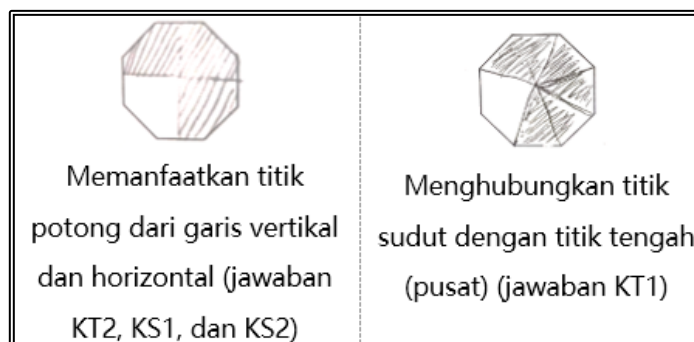 Memanfaatkan titik
potong dari garis vertikal
dan horizontal (jawaban
KT2, KS1, dan KS2)
Menghubungkan titik
sudut dengan titik tengah
(pusat) (jawaban KT1)